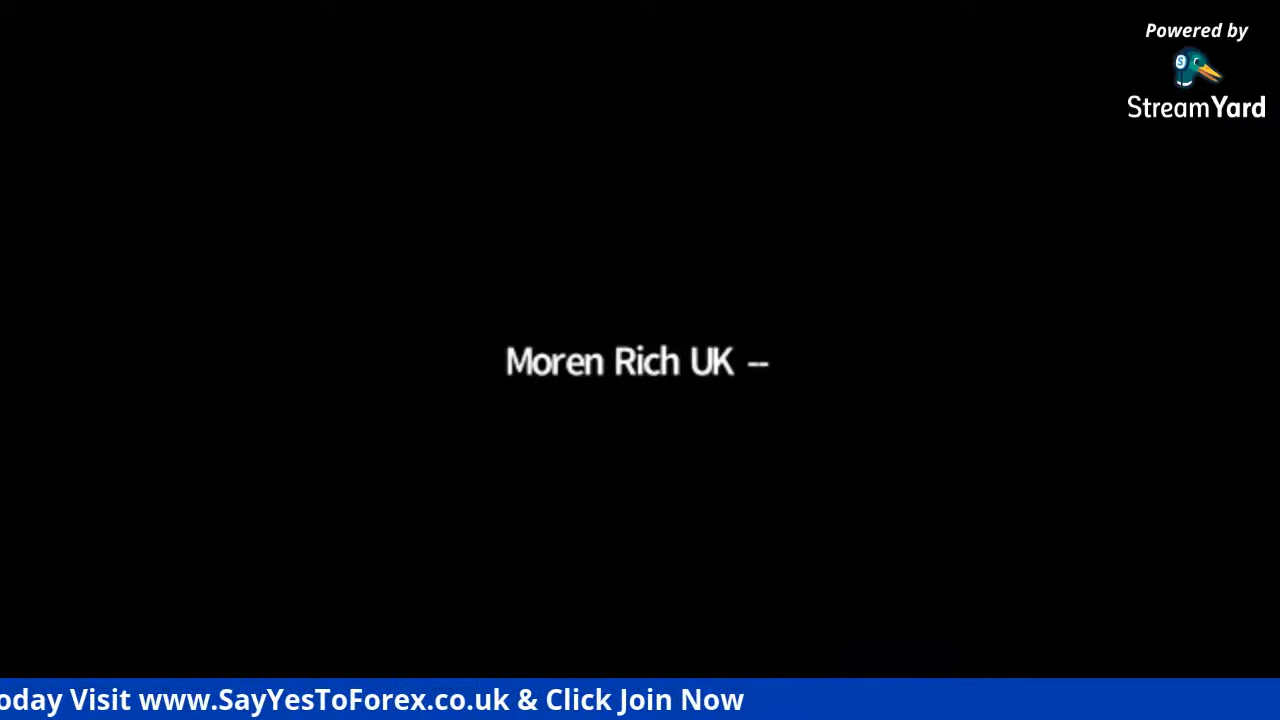 Powered by
S
StreamYard
Moren Rich UK --
oday Visit www.SayYesToForex.co.uk & Click Join Now